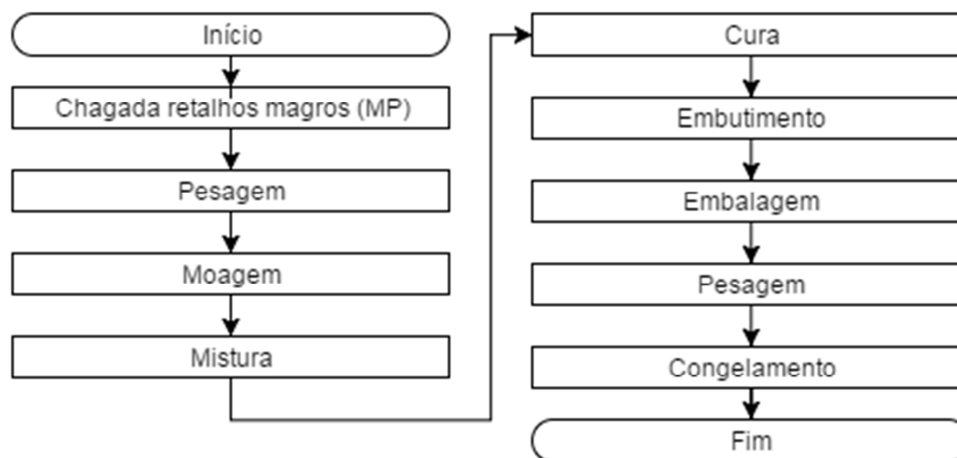 Início
Chagada retalhos magros (MP)
Pesagem
Moagem
Mistura
Cura
Embutimento
Embalagem
Pesagem
Congelamento
Fim